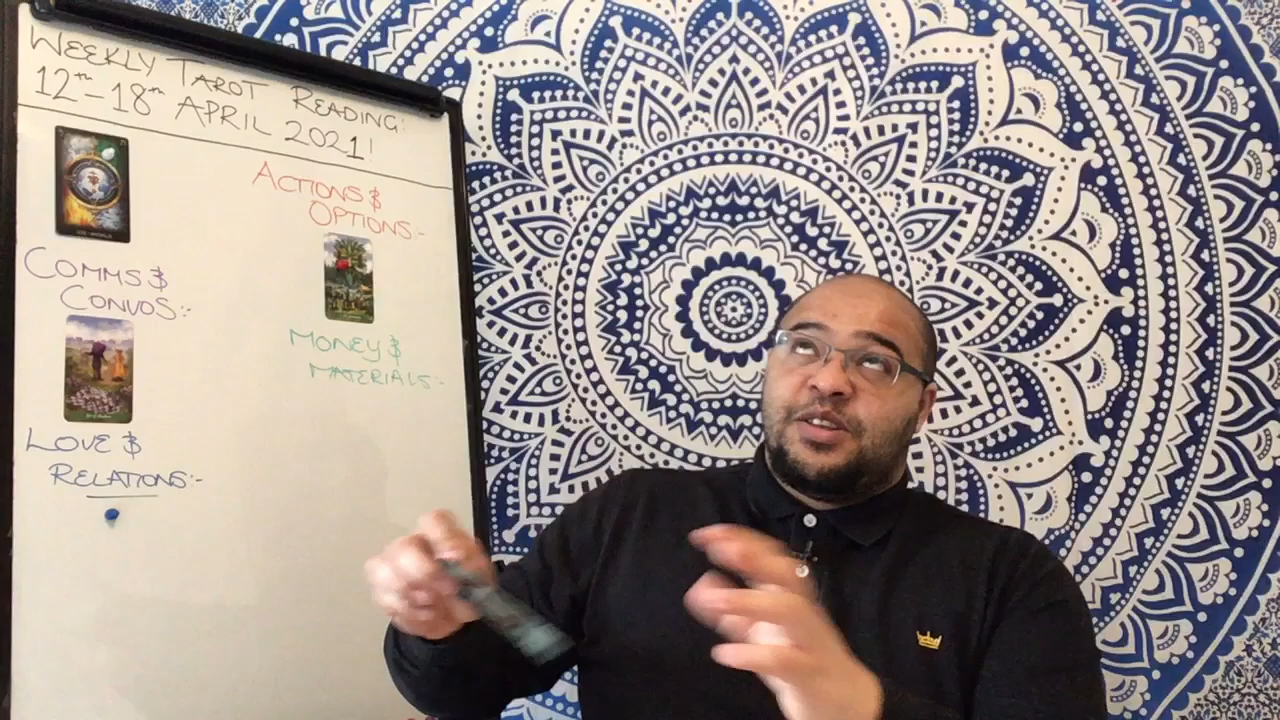 WEEKLY TAROT READING:
12TH-18TH APRIL 2021!
ACTIONS &
OPTIONS:-
COMMS &
CONVOS:-
MONEY &
MATERIALS:-
LOVE &
RELATIONS:-